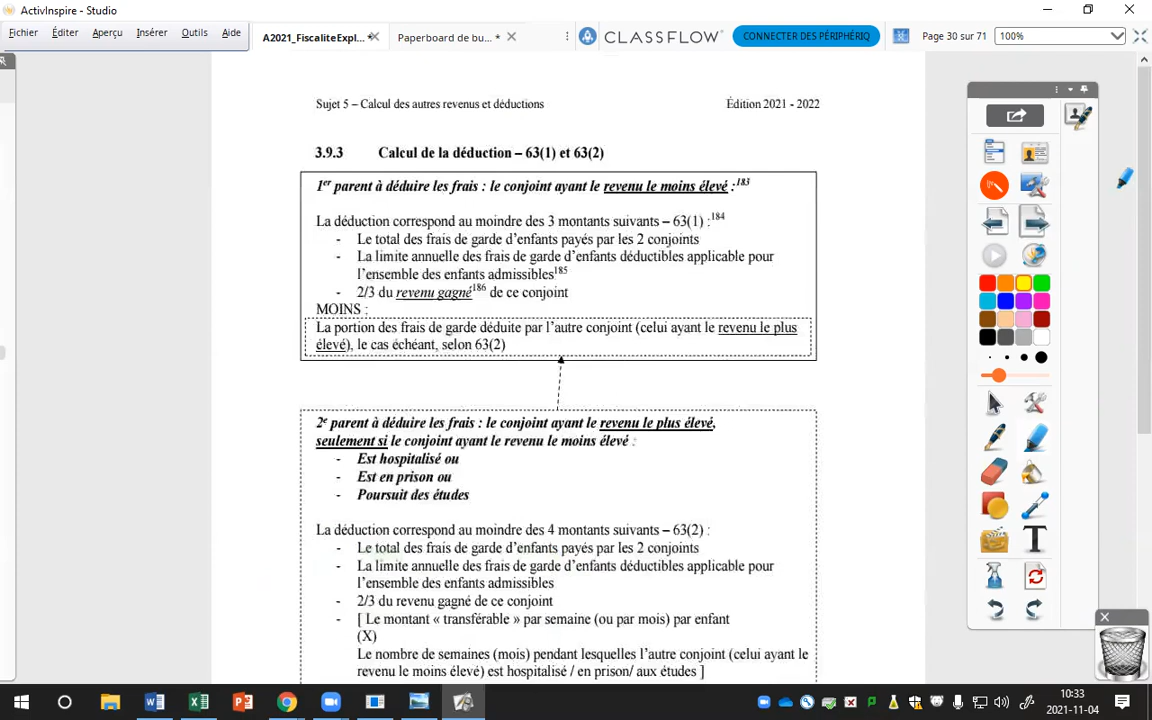 ActivInspire - Studio
Fichier Éditer Aperçu Insérer Outils Aide
A2021_FiscaliteExpl...
Paperboard de bu... *
CLASSFLOW
CONNECTER DES PÉRIPHÉRIQ
Page 30 sur 71
100%
Sujet 5 – Calcul des autres revenus et déductions Édition 2021 - 2022
3.9.3 Calcul de la déduction – 63(1) et 63(2)
1er parent à déduire les frais : le conjoint ayant le revenu le moins élevé :183
La déduction correspond au moindre des 3 montants suivants – 63(1) :184
- Le total des frais de garde d’enfants payés par les 2 conjoints
- La limite annuelle des frais de garde d’enfants déductibles applicable pour
l’ensemble des enfants admissibles185
- 2/3 du revenu gagné186 de ce conjoint
MOINS :
La portion des frais de garde déduite par l’autre conjoint (celui ayant le revenu le plus
élevé), le cas échéant, selon 63(2)
2e parent à déduire les frais : le conjoint ayant le revenu le plus élevé,
seulement si le conjoint ayant le revenu le moins élevé :
- Est hospitalisé ou
- Est en prison ou
- Poursuit des études
La déduction correspond au moindre des 4 montants suivants – 63(2) :
- Le total des frais de garde d’enfants payés par les 2 conjoints
- La limite annuelle des frais de garde d’enfants déductibles applicable pour
l’ensemble des enfants admissibles
- 2/3 du revenu gagné de ce conjoint
- [ Le montant « transférable » par semaine (ou par mois) par enfant
(X)
Le nombre de semaines (mois) pendant lesquelles l’autre conjoint (celui ayant le
revenu le moins élevé) est hospitalisé / en prison/ aux études ]
10:33
2021-11-04